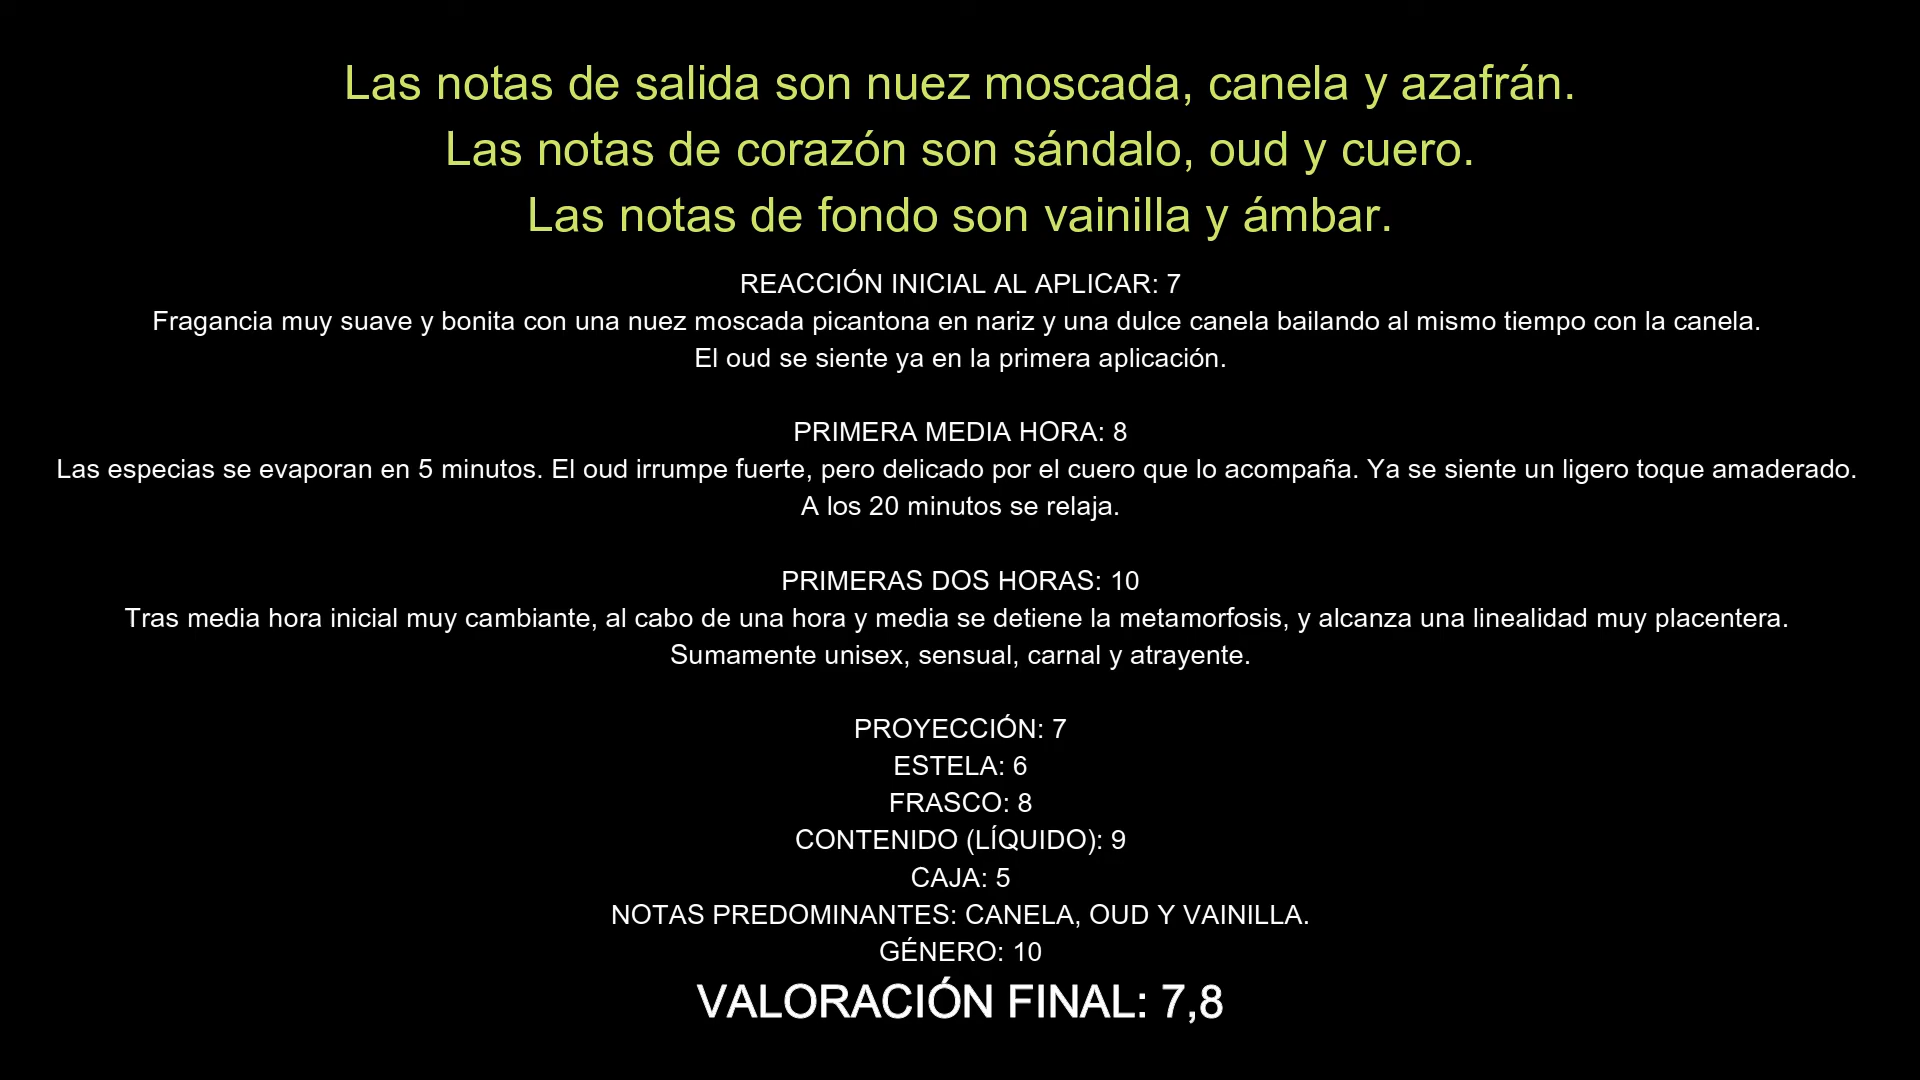 Las notas de salida son nuez moscada, canela y azafrán.
Las notas de corazón son sándalo, oud y cuero.
Las notas de fondo son vainilla y ámbar.
REACCIÓN INICIAL AL APLICAR: 7
Fragancia muy suave y bonita con una nuez moscada picantona en nariz y una dulce canela bailando al mismo tiempo con la canela.
El oud se siente ya en la primera aplicación.
PRIMERA MEDIA HORA: 8
Las especias se evaporan en 5 minutos. El oud irrumpe fuerte, pero delicado por el cuero que lo acompaña. Ya se siente un ligero toque amaderado.
A los 20 minutos se relaja.
PRIMERAS DOS HORAS: 10
Tras media hora inicial muy cambiante, al cabo de una hora y media se detiene la metamorfosis, y alcanza una linealidad muy placentera.
Sumamente unisex, sensual, carnal y atrayente.
PROYECCIÓN: 7
ESTELA: 6
FRASCO: 8
CONTENIDO (LÍQUIDO): 9
CAJA: 5
NOTAS PREDOMINANTES: CANELA, OUD Y VAINILLA.
GÉNERO: 10
VALORACIÓN FINAL: 7,8